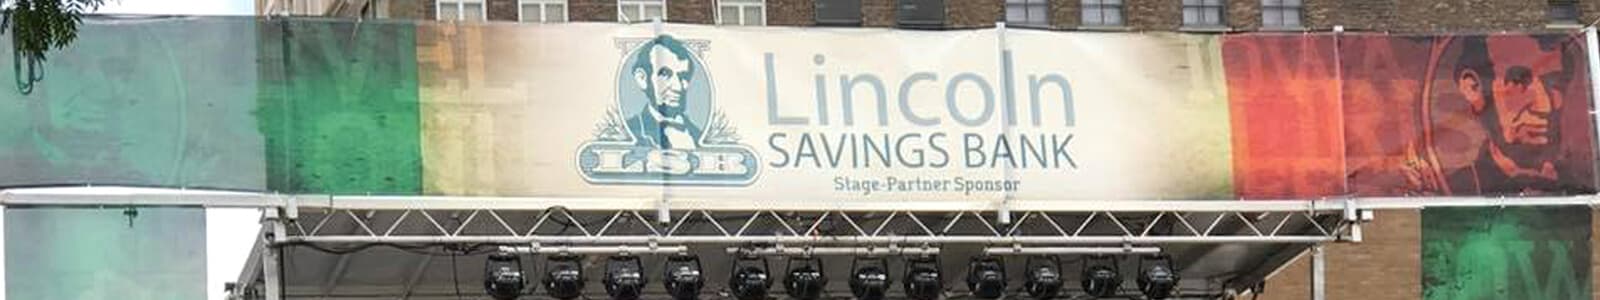 Lincoln
SAVINGS BANK
LSB
Stage-Partner Sponsor